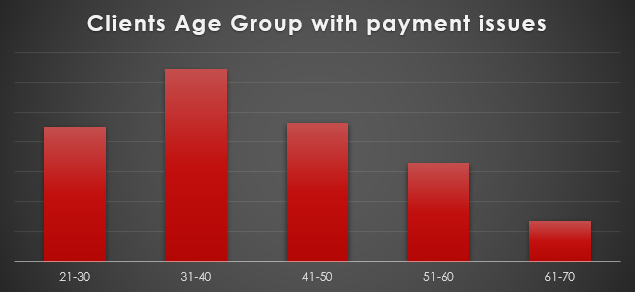 Clients Age Group with payment issues
21-30 31-40 41-50 51-60 61-70